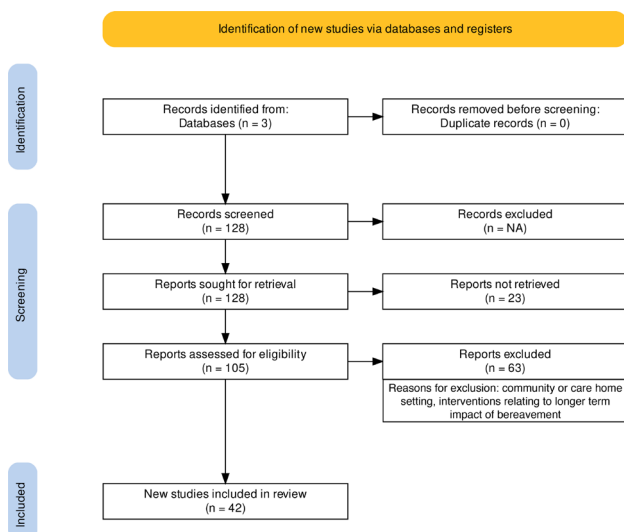 Identification of new studies via databases and registers
Identification
Records identified from:
Databases (n = 3)
Records removed before screening:
Duplicate records (n = 0)
Screening
Records screened
(n = 128)
Records excluded
(n = NA)
Reports sought for retrieval
(n = 128)
Reports not retrieved
(n = 23)
Reports assessed for eligibility
(n = 105)
Reports excluded
(n = 63)
Reasons for exclusion: community or care home
setting, interventions relating to longer term
impact of bereavement
Included
New studies included in review
(n = 42)